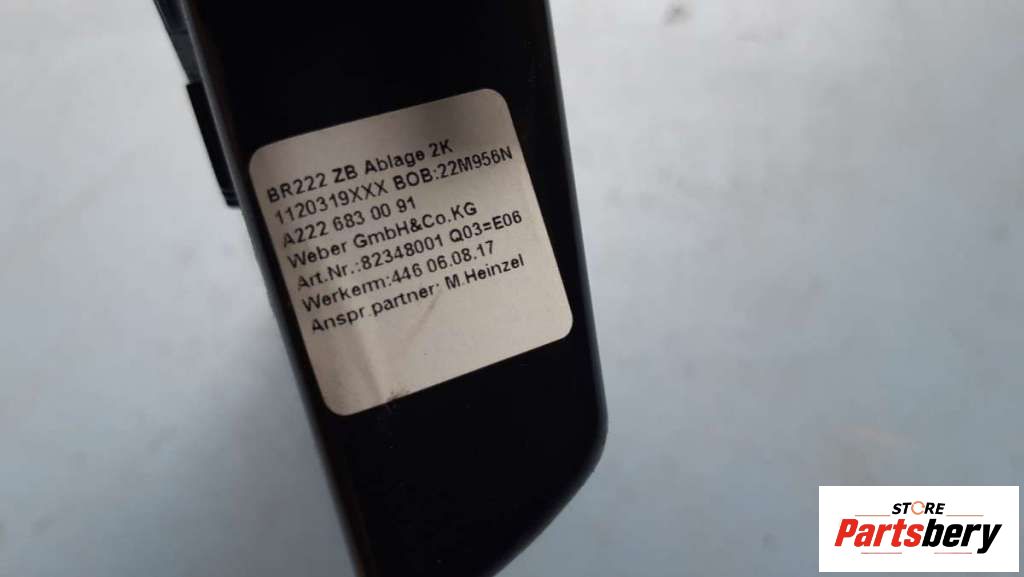 BR222 ZB Ablage 2K
1120319XXX BOB:22M956N
A222 683 00 91
Weber GmbH&Co.KG
Art.Nr.:82348001 Q03=E06
Werkerrn:446 06.08.17
Anspr.partner: M.Heinzel
STORE
Partsbery